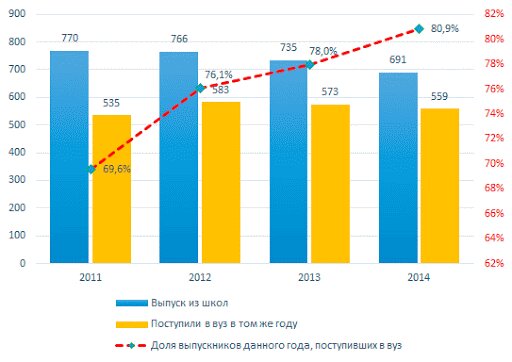 900 82%
800 80%
700 78%
600 76%
500 74%
400 72%
300 70%
200 68%
100 66%
0 64%
62%
770 766 735 691
535 583 573 559
69,6% 76,1% 78,0% 80,9%
2011 2012 2013 2014
Выпуск из школ
Поступили в вуз в том же году
Доля выпускников данного года, поступивших в вуз